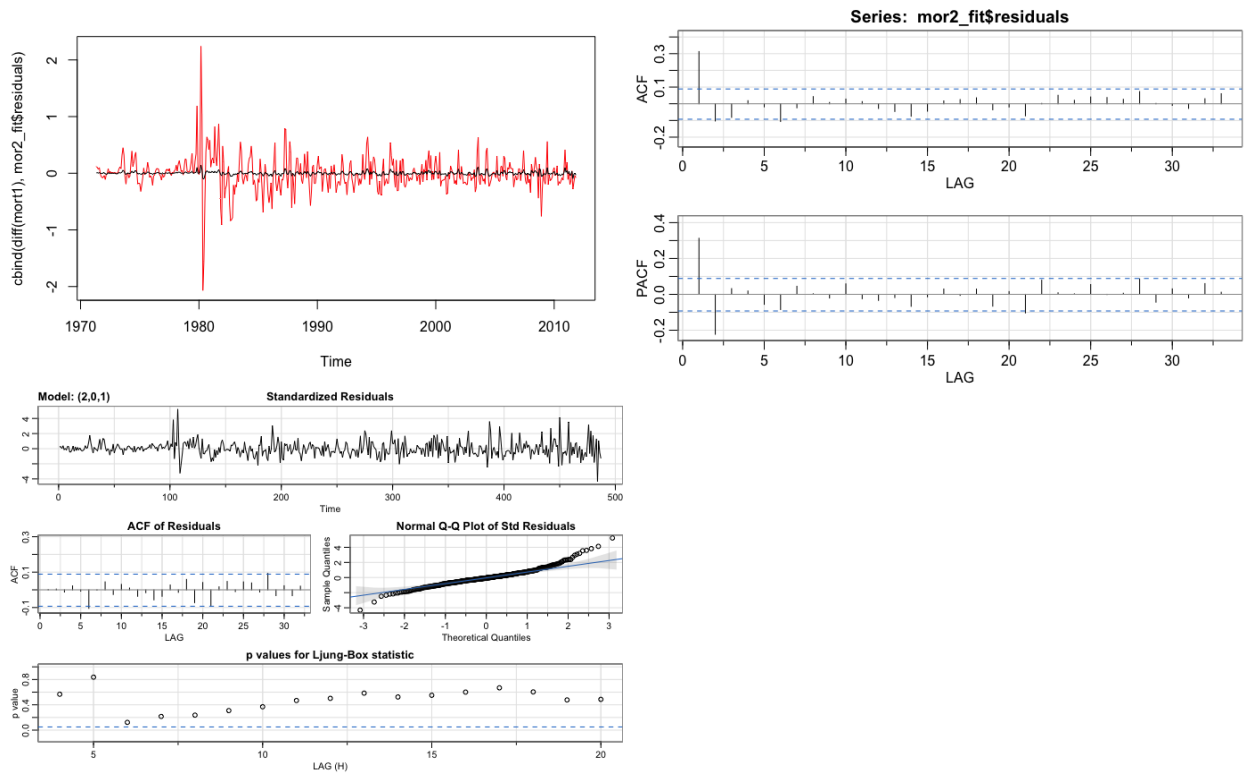 cbind(diff(mort1), mor2_fit$residuals)
2
1
0
-1
-2
1970 1980 1990 2000 2010
Time
Series: mor2_fit$residuals
ACF
0.3
0.1
-0.2
0 5 10 15 20 25 30
LAG
PACF
0.4
0.2
0.0
-0.2
0 5 10 15 20 25 30
LAG
Model: (2,0,1) Standardized Residuals
4
2
0
-4
0 100 200 300 400 500
Time
ACF of Residuals
ACF
0.3
0.1
-0.1
0 5 10 15 20 25 30
LAG
Normal Q-Q Plot of Std Residuals
Sample Quantiles
4
2
0
-4
-3 -2 -1 0 1 2 3
Theoretical Quantiles
p values for Ljung-Box statistic
p value
0.8
0.4
0.0
5 10 15 20
LAG (H)